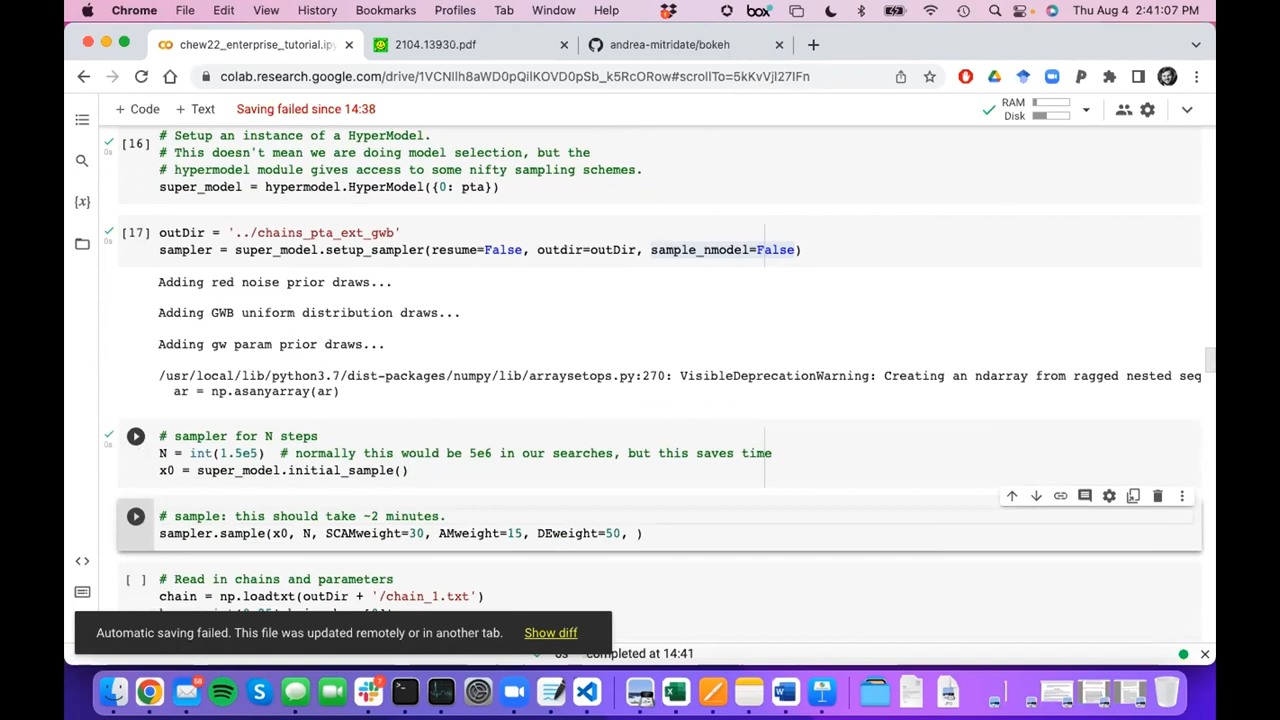 Chrome File Edit View History Bookmarks Profiles Tab Window Help box Thu Aug 4 2:41:07 PM
chew22_enterprise_tutorial.ipy 2104.13930.pdf andrea-mitridate/bokeh
colab.research.google.com/drive/1VCNIlh8aWD0pQilKOVD0pSb_k5RcORow#scrollTo=5kKvVjI27IFn
+ Code + Text Saving failed since 14:38 RAM
Disk
[16] # Setup an instance of a HyperModel.
# This doesn't mean we are doing model selection, but the
# hypermodel module gives access to some nifty sampling schemes.
super_model = hypermodel.HyperModel({0: pta})
[17] outDir = '../chains_pta_ext_gwb'
sampler = super_model.setup_sampler(resume=False, outdir=outDir, sample_nmodel=False)
Adding red noise prior draws...
Adding GWB uniform distribution draws...
Adding gw param prior draws...
/usr/local/lib/python3.7/dist-packages/numpy/lib/arraysetops.py:270: VisibleDeprecationWarning: Creating an ndarray from ragged nested seq
ar = np.asanyarray(ar)
# sampler for N steps
N = int(1.5e5) # normally this would be 5e6 in our searches, but this saves time
x0 = super_model.initial_sample()
# sample: this should take ~2 minutes.
sampler.sample(x0, N, SCAMweight=30, AMweight=15, DEweight=50, )
[ ] # Read in chains and parameters
chain = np.loadtxt(outDir + '/chain_1.txt')
Automatic saving failed. This file was updated remotely or in another tab. Show diff
completed at 14:41